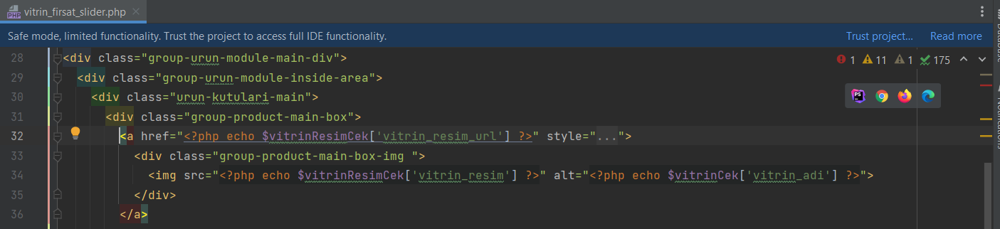 vitrin_firsat_slider.php
Safe mode, limited functionality. Trust the project to access full IDE functionality. Trust project... Read more
28 <div class="group-urun-module-main-div"> 1 11 1 175
29 <div class="group-urun-module-inside-area">
30 <div class="urun-kutulari-main">
31 <div class="group-product-main-box">
32 <a href="<?php echo $vitrinResimCek['vitrin_resim_url'] ?>" style="...">
33 <div class="group-product-main-box-img ">
34 <img src="<?php echo $vitrinResimCek['vitrin_resim'] ?>" alt="<?php echo $vitrinCek['vitrin_adi'] ?>">
35 </div>
36 </a>
PHP
PS